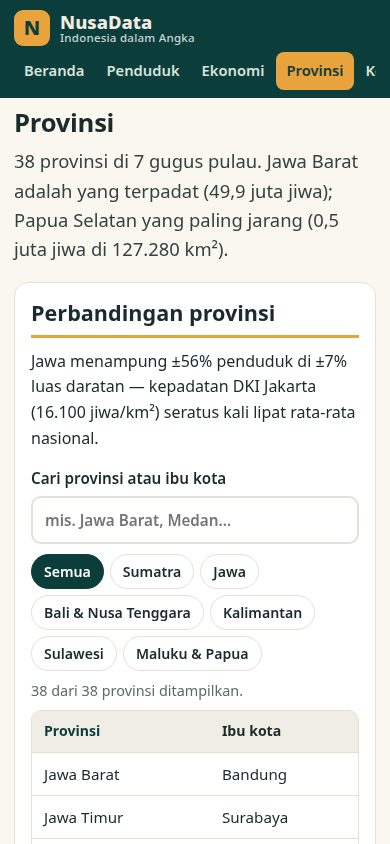 N
NusaData
Indonesia dalam Angka
Beranda Penduduk Ekonomi Provinsi K
Provinsi
38 provinsi di 7 gugus pulau. Jawa Barat
adalah yang terpadat (49,9 juta jiwa);
Papua Selatan yang paling jarang (0,5
juta jiwa di 127.280 km²).
Perbandingan provinsi
Jawa menampung ±56% penduduk di ±7%
luas daratan — kepadatan DKI Jakarta
(16.100 jiwa/km²) seratus kali lipat rata-rata
nasional.
Cari provinsi atau ibu kota
mis. Jawa Barat, Medan…
Semua Sumatra Jawa
Bali & Nusa Tenggara Kalimantan
Sulawesi Maluku & Papua
38 dari 38 provinsi ditampilkan.
Provinsi Ibu kota
Jawa Barat Bandung
Jawa Timur Surabaya